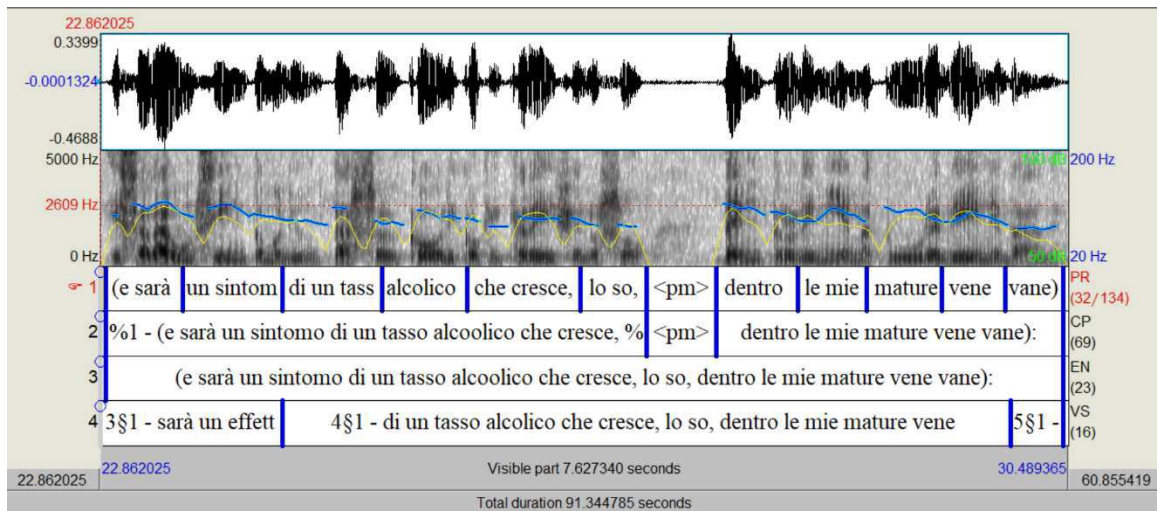 22.862025
0.3399
-0.0001324
-0.4688
5000 Hz 200 Hz
2609 Hz
0 Hz 20 Hz
1 (e sarà un sintom di un tass alcolico che cresce, lo so, <pm> dentro le mie mature vene vane) PR (32/134)
2 %1 - (e sarà un sintomo di un tasso alcoolico che cresce, % <pm> dentro le mie mature vene vane): CP (69)
3 (e sarà un sintomo di un tasso alcoolico che cresce, lo so, dentro le mie mature vene vane): EN (23)
4 3§1 - sarà un effett 4§1 - di un tasso alcolico che cresce, lo so, dentro le mie mature vene 5§1 - VS (16)
22.862025 Visible part 7.627340 seconds 30.489365
22.862025 60.855419
Total duration 91.344785 seconds